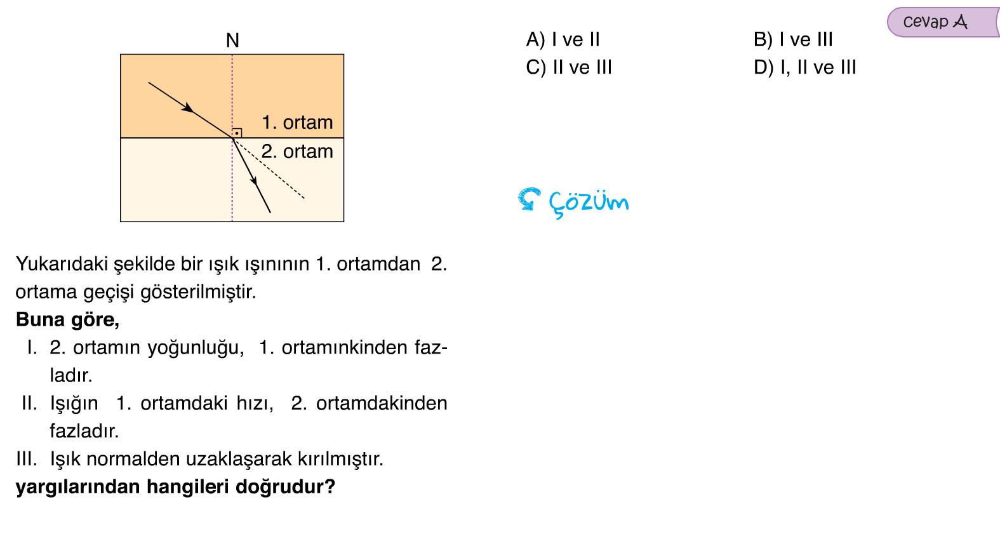 N
1. ortam
2. ortam
Yukarıdaki şekilde bir ışık ışınının 1. ortamdan 2.
ortama geçişi gösterilmiştir.
Buna göre,
I. 2. ortamın yoğunluğu, 1. ortamınkinden faz-
ladır.
II. Işığın 1. ortamdaki hızı, 2. ortamdakinden
fazladır.
III. Işık normalden uzaklaşarak kırılmıştır.
yargılarından hangileri doğrudur?
A) I ve II B) I ve III
C) II ve III D) I, II ve III
Çözüm
Cevap A